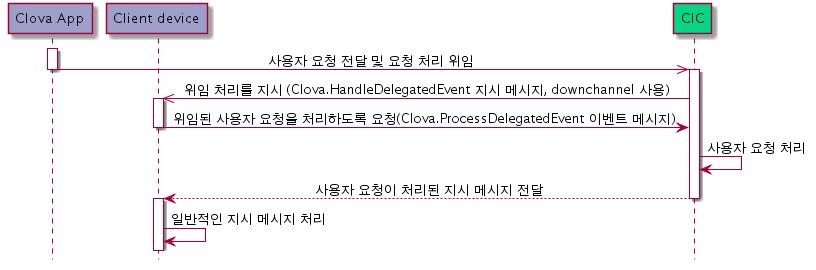 Clova App
Client device
CIC
사용자 요청 전달 및 요청 처리 위임
위임 처리를 지시 (Clova.HandleDelegatedEvent 지시 메시지, downchannel 사용)
위임된 사용자 요청을 처리하도록 요청(Clova.ProcessDelegatedEvent 이벤트 메시지)
사용자 요청 처리
사용자 요청이 처리된 지시 메시지 전달
일반적인 지시 메시지 처리